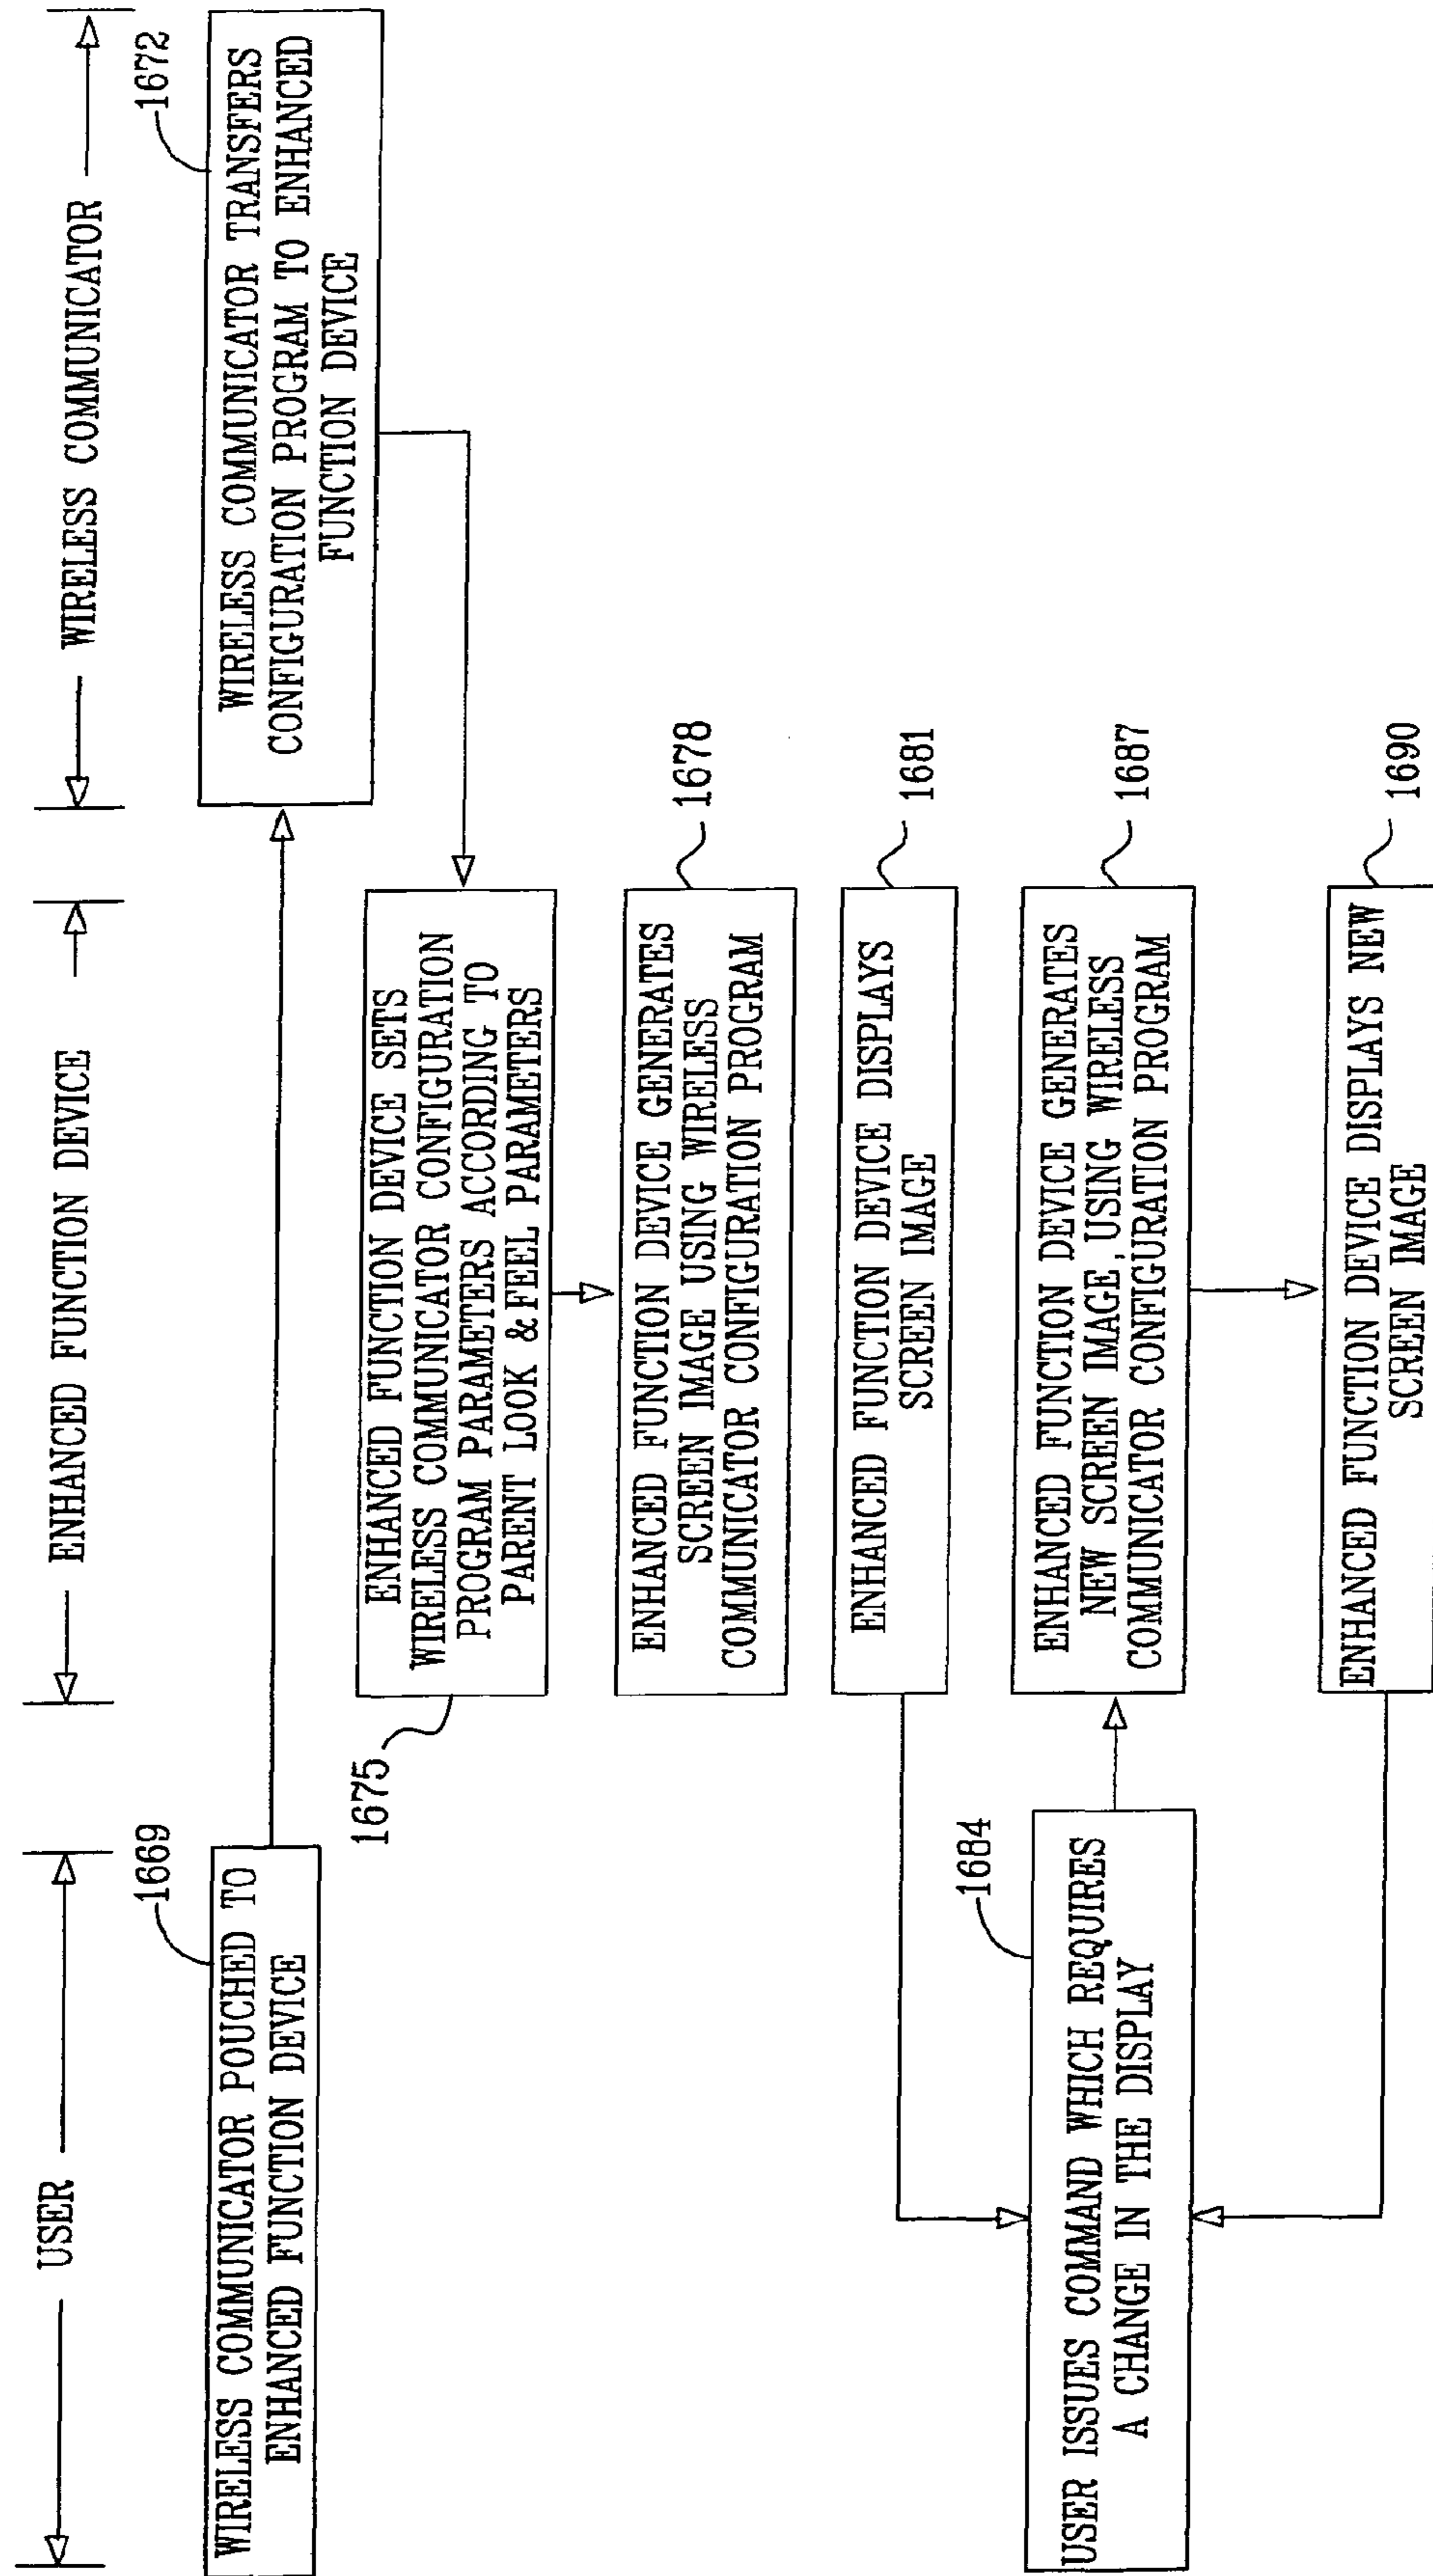 USER
ENHANCED FUNCTION DEVICE
WIRELESS COMMUNICATOR
1669
WIRELESS COMMUNICATOR POUCHED TO
ENHANCED FUNCTION DEVICE
1672
WIRELESS COMMUNICATOR TRANSFERS
CONFIGURATION PROGRAM TO ENHANCED
FUNCTION DEVICE
1675
ENHANCED FUNCTION DEVICE SETS
WIRELESS COMMUNICATOR CONFIGURATION
PROGRAM PARAMETERS ACCORDING TO
PARENT LOOK &FEEL PARAMETERS
1678
ENHANCED FUNCTION DEVICE GENERATES
SCREEN IMAGE USING WIRELESS
COMMUNICATOR CONFIGURATION PROGRAM
1681
ENHANCED FUNCTION DEVICE DISPLAYS
SCREEN IMAGE
1684
USER ISSUES COMMAND WHICH REQUIRES
A CHANGE IN THE DISPLAY
1687
ENHANCED FUNCTION DEVICE GENERATES
NEW SCREEN IMAGE,USING WIRELESS
COMMUNICATOR CONFIGURATION PROGRAM
1690
ENHANCED FUNCTION DEVICE DISPLAYS NEW
SCREEN IMAGE